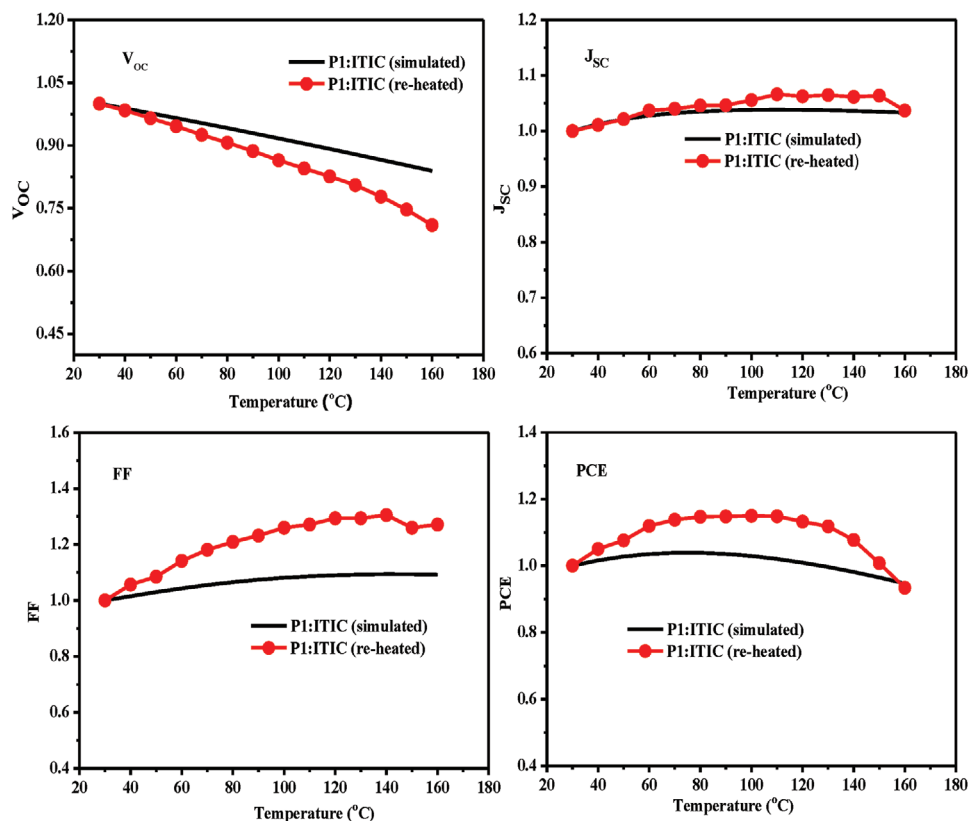 1.20
1.05
0.90
0.75
0.60
0.45
V_OC
V_OC
P1:ITIC (simulated)
P1:ITIC (re-heated)
20 40 60 80 100 120 140 160 180
Temperature (°C)
1.2
1.1
1.0
0.9
0.8
0.7
0.6
J_SC
J_SC
P1:ITIC (simulated)
P1:ITIC (re-heated)
20 40 60 80 100 120 140 160 180
Temperature (°C)
1.6
1.4
1.2
1.0
0.8
0.6
0.4
FF
FF
P1:ITIC (simulated)
P1:ITIC (re-heated)
20 40 60 80 100 120 140 160 180
Temperature (°C)
1.4
1.2
1.0
0.8
0.6
0.4
PCE
PCE
P1:ITIC (simulated)
P1:ITIC (re-heated)
20 40 60 80 100 120 140 160 180
Temperature (°C)